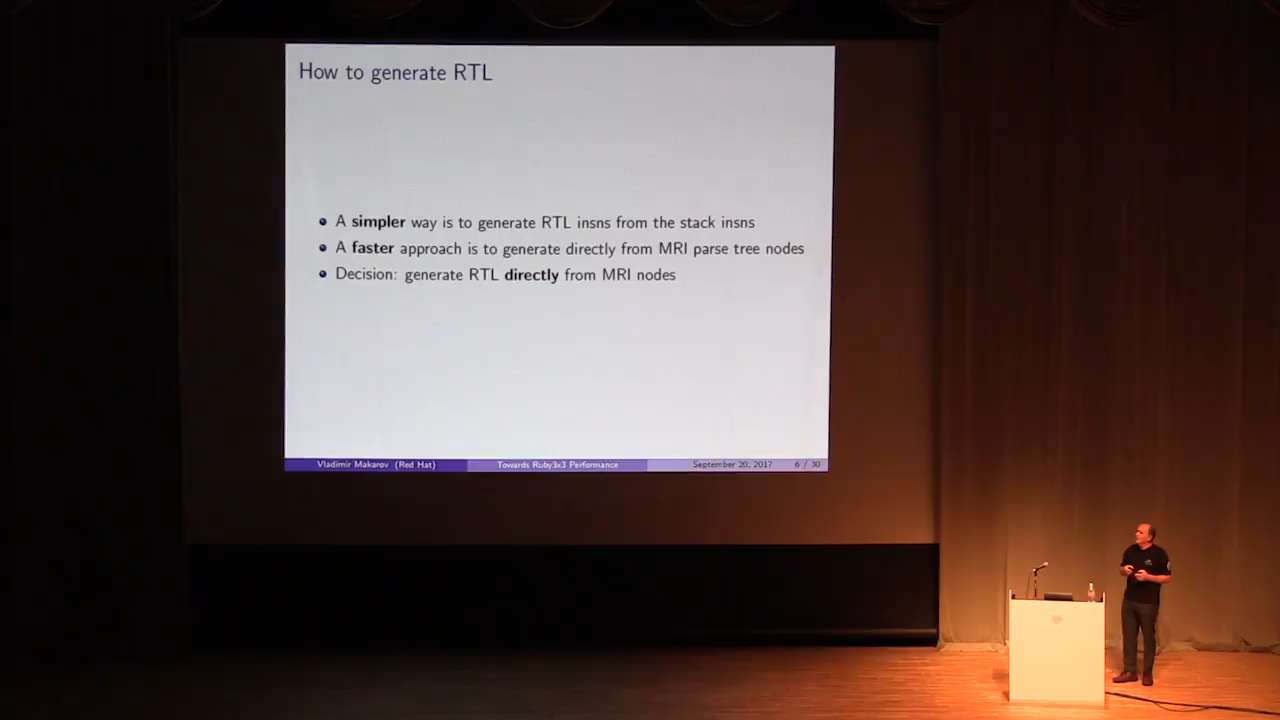 How to generate RTL
A simpler way is to generate RTL insns from the stack insns
A faster approach is to generate directly from MRI parse tree nodes
Decision: generate RTL directly from MRI nodes
Vladimir Makarov (Red Hat) Towards Ruby3x3 Performance September 20, 2017 6 / 30